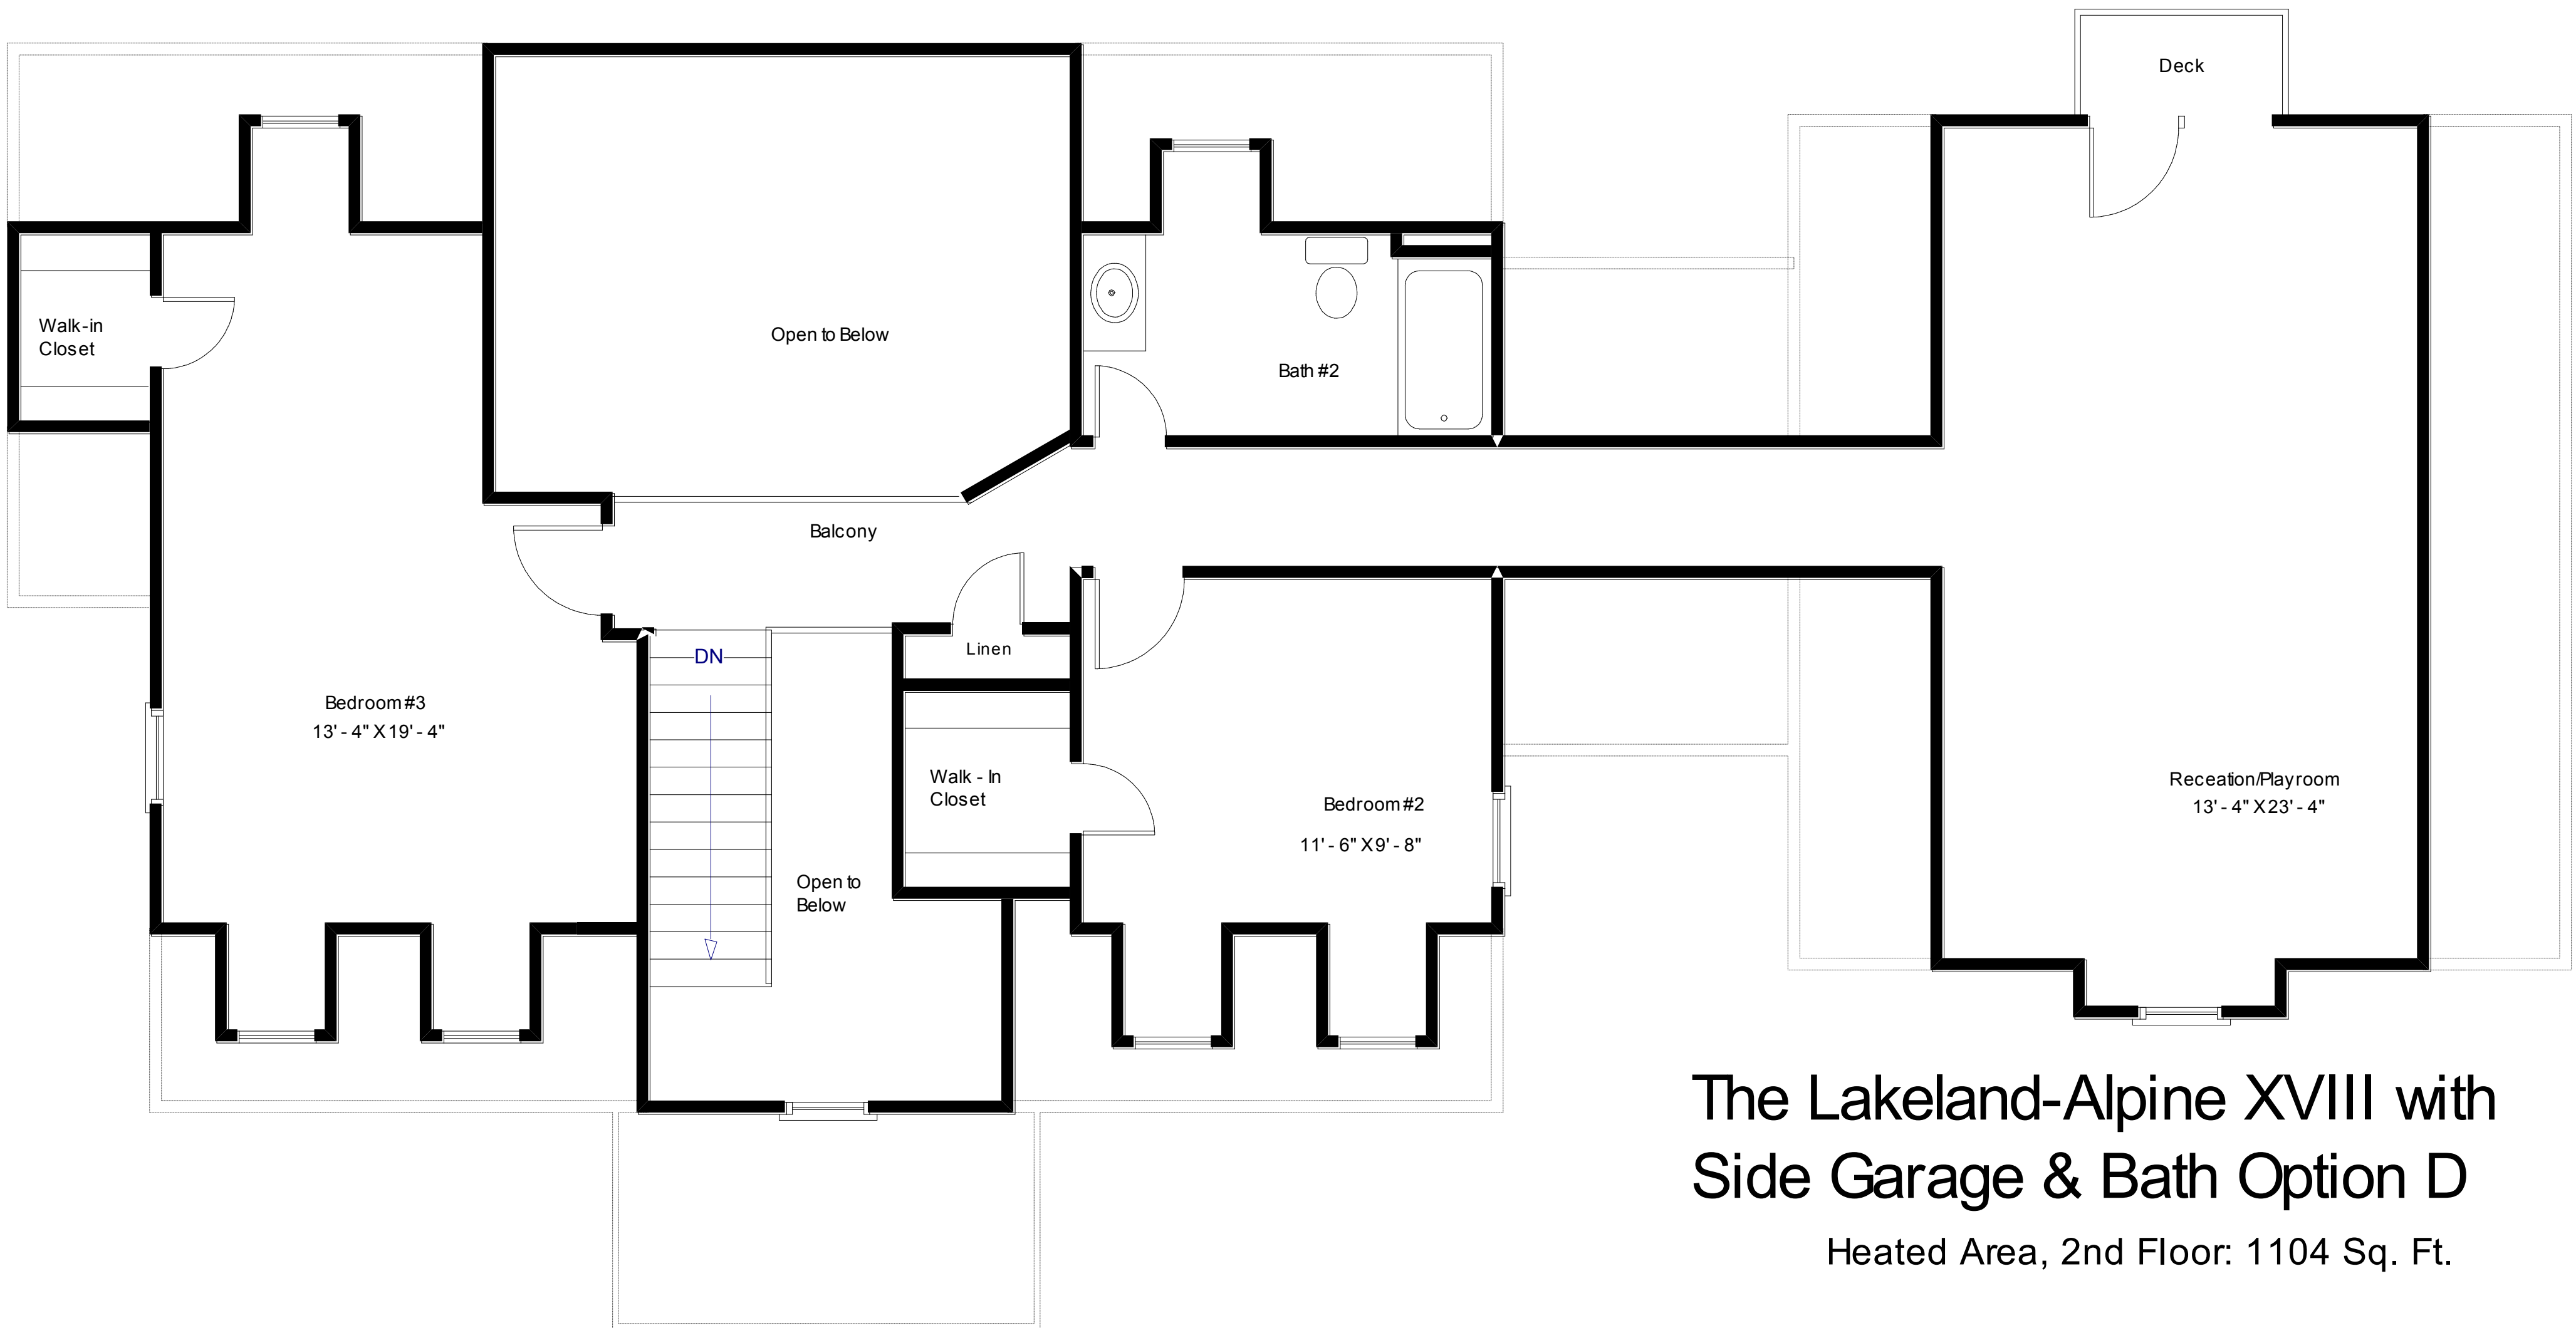 Deck
Walk-in
Closet
Open to Below
Bath #2
Balcony
Linen
DN
Bedroom #3
13' - 4" X 19' - 4"
Walk - In
Closet
Bedroom #2
11' - 6" X 9' - 8"
Receation/Playroom
13' - 4" X 23' - 4"
Open to
Below
The Lakeland-Alpine XVIII with
Side Garage & Bath Option D
Heated Area, 2nd Floor: 1104 Sq. Ft.